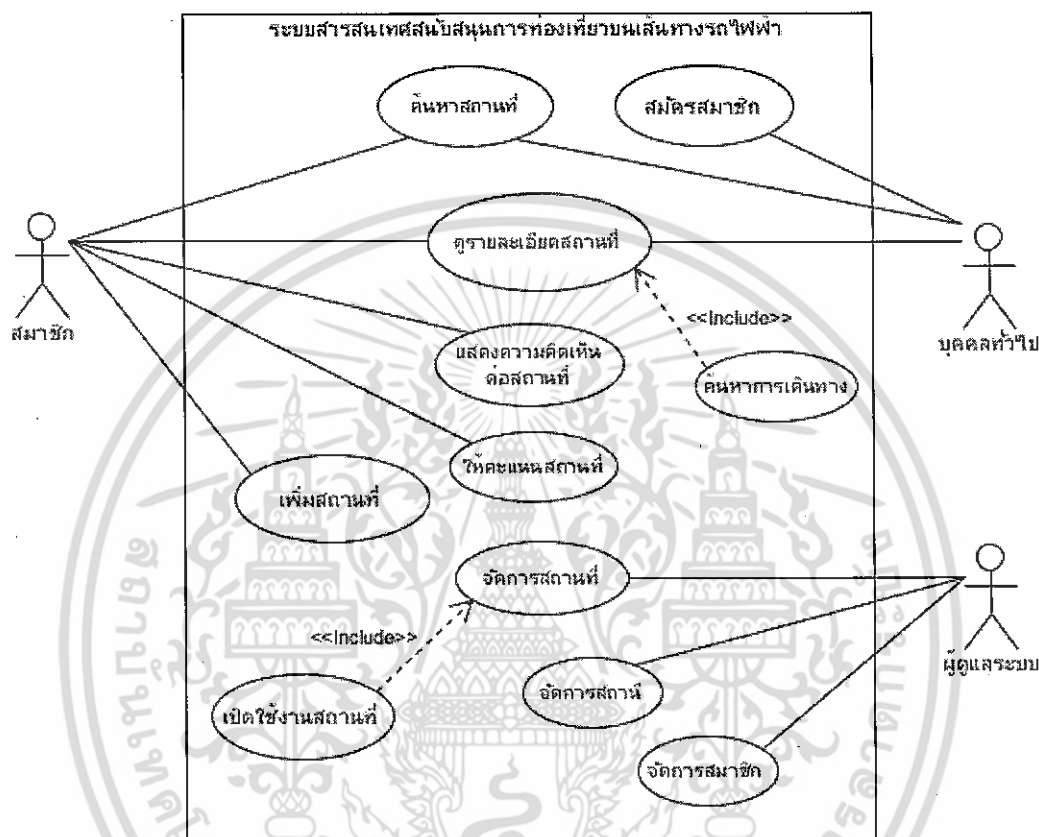 ระบบสารสนเทศสนับสนุนการท่องเที่ยวบนเส้นทางรถไฟฟ้า
ค้นหาสถานที่
สมัครสมาชิก
ดูรายละเอียดสถานที่
สมาชิก
บุคคลทั่วไป
<<Include>>
แสดงความคิดเห็น
ต่อสถานที่
ค้นหาการเดินทาง
ให้คะแนนสถานที่
เพิ่มสถานที่
จัดการสถานที่
<<Include>>
ผู้ดูแลระบบ
จัดการสถานี
เปิดใช้งานสถานที่
จัดการสมาชิก